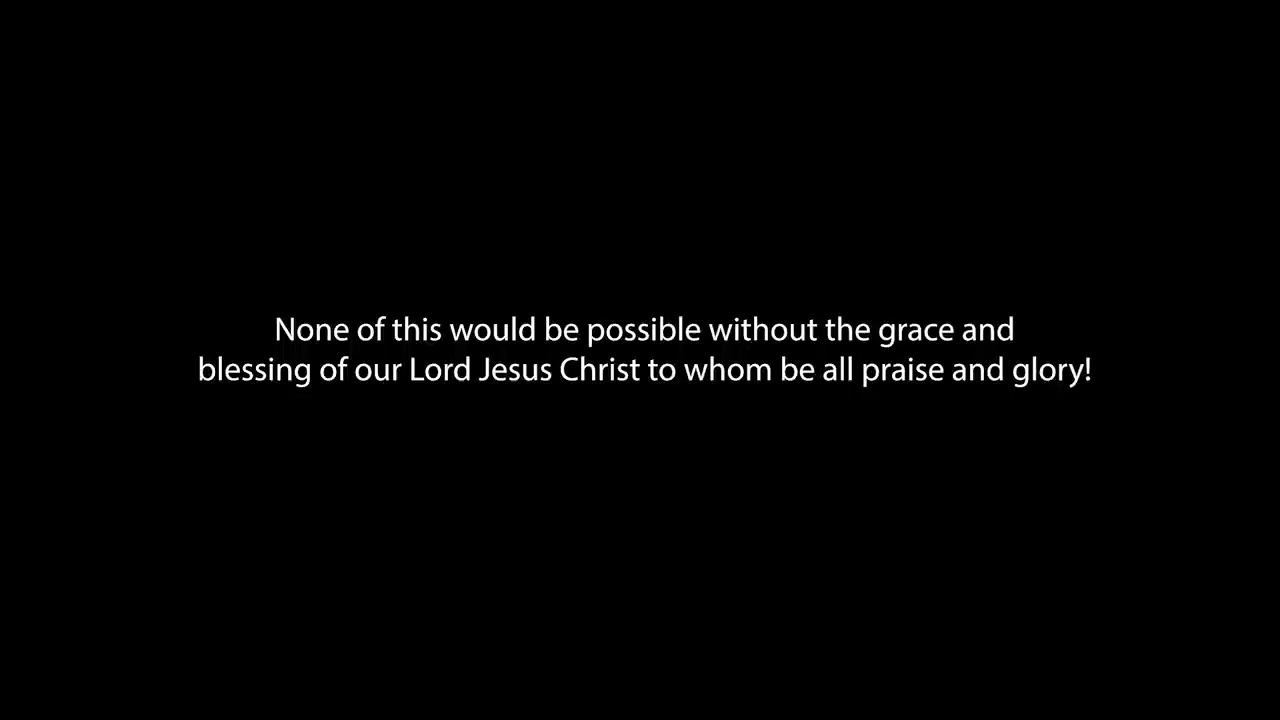 None of this would be possible without the grace and
blessing of our Lord Jesus Christ to whom be all praise and glory!